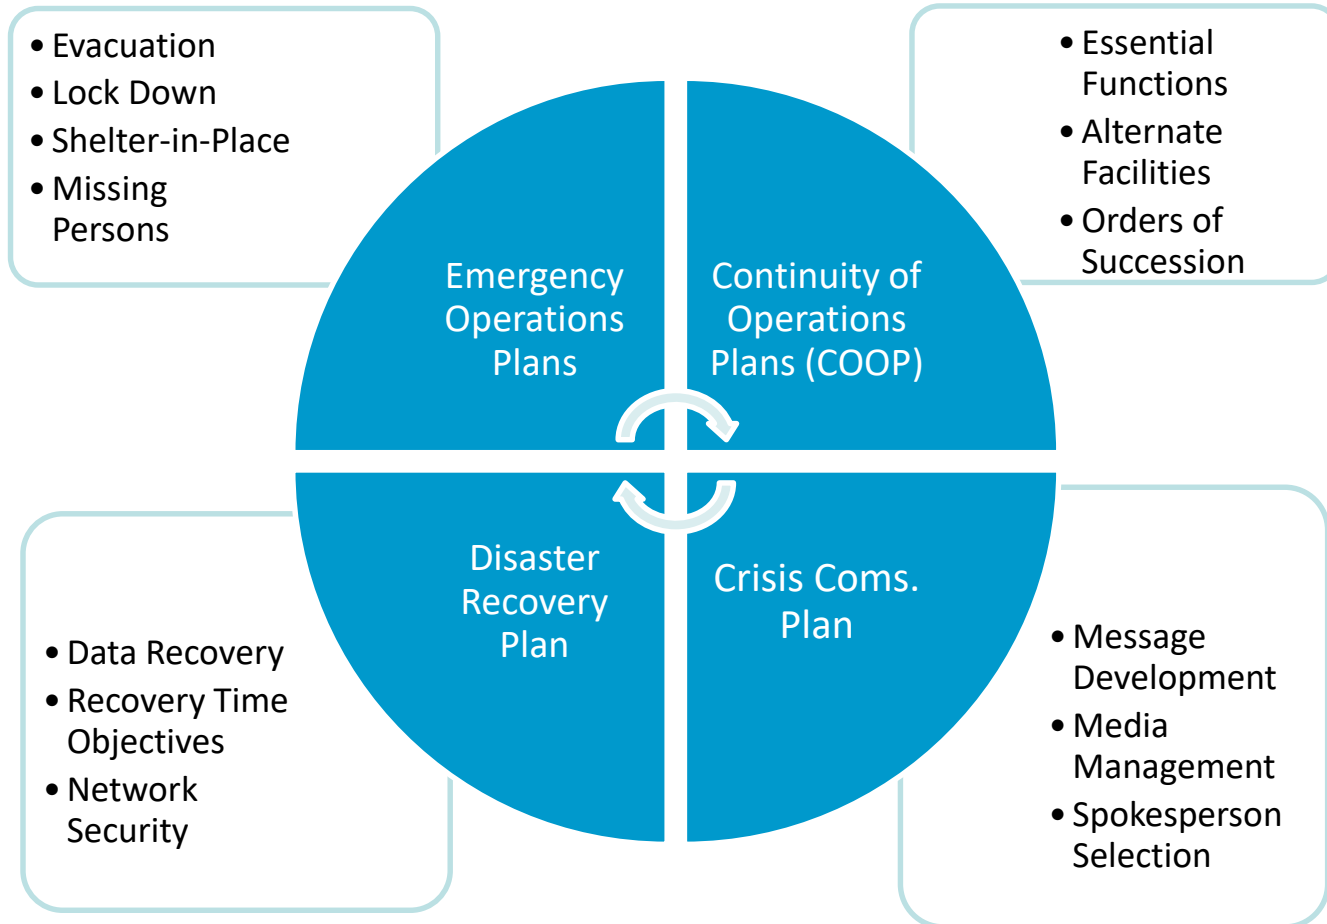 • Evacuation
• Lock Down
• Shelter-in-Place
• Missing
Persons
Emergency
Operations
Plans
• Essential
Functions
• Alternate
Facilities
• Orders of
Succession
Continuity of
Operations
Plans (COOP)
Disaster
Recovery
Plan
• Data Recovery
• Recovery Time
Objectives
• Network
Security
Crisis Coms.
Plan
• Message
Development
• Media
Management
• Spokesperson
Selection